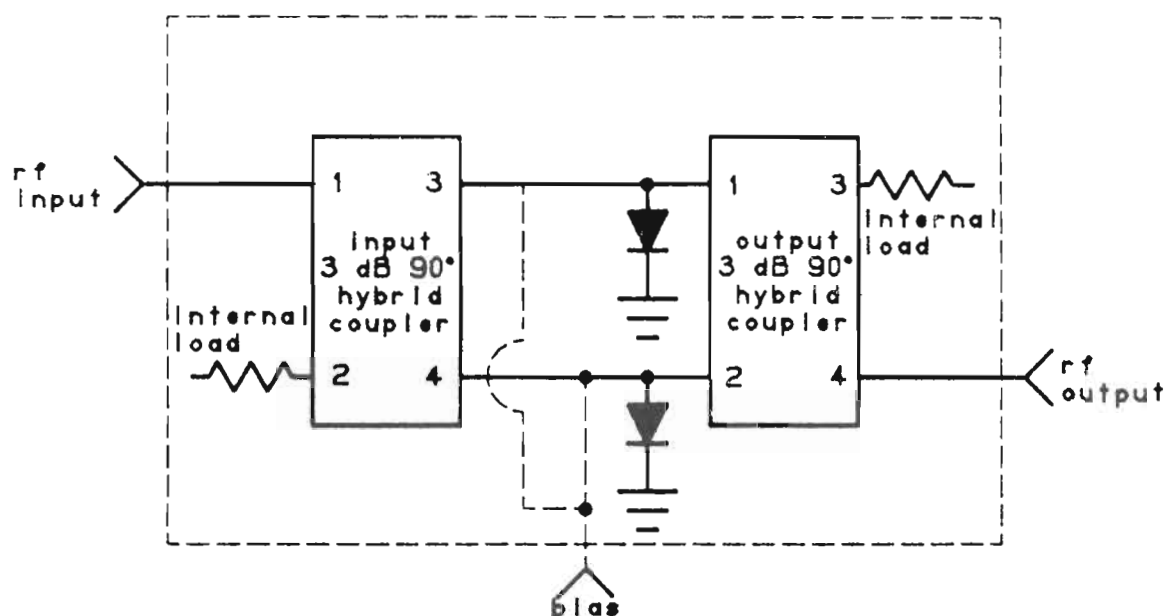 rf
input
1
3
input
3 dB 90°
hybrid
coupler
Internal
load
2
4
1
3
output
3 dB 90°
hybrid
coupler
Internal
load
2
4
rf
output
bias